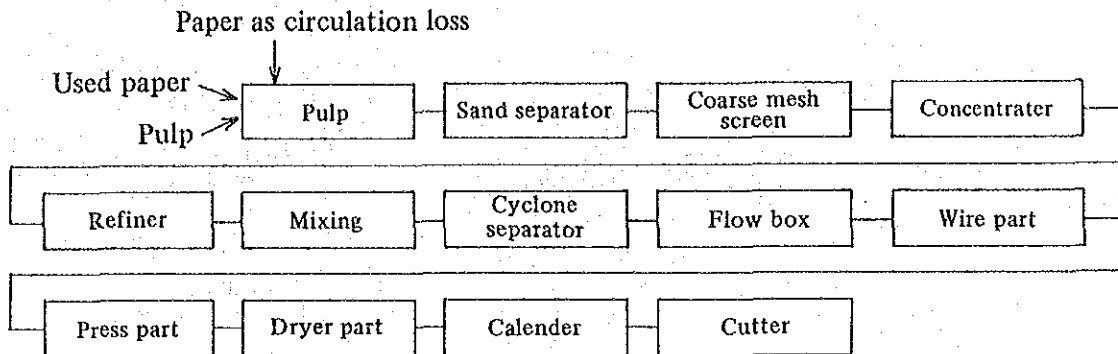 Paper as circulation loss
Used paper
Pulp
Pulp
Sand separator
Coarse mesh
screen
Concentrater
Refiner
Mixing
Cyclone
separator
Flow box
Wire part
Press part
Dryer part
Calender
Cutter